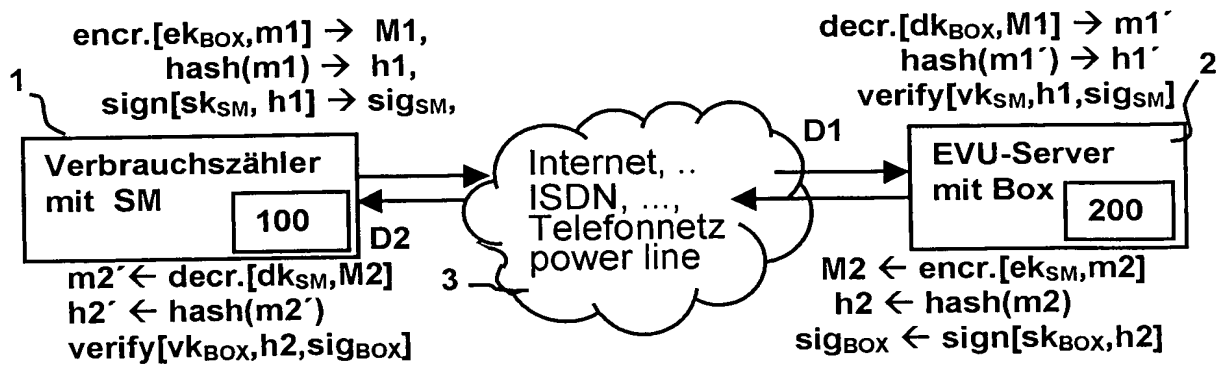 encr.[ekBOX,m1] → M1,
hash(m1) → h1,
sign[skSM, h1] → sigSM,
1
decr.[dkBOX,M1] → m1´
hash(m1´) → h1´
verify[vkSM,h1,sigSM]
2
Verbrauchszähler
mit SM
100
D2
Internet, ..
ISDN, ...,
Telefonnetz
power line
3
D1
EVU-Server
mit Box
200
m2´ ← decr.[dkSM,M2]
h2´ ← hash(m2´)
verify[vkBOX,h2,sigBOX]
M2 ← encr.[ekSM,m2]
h2 ← hash(m2)
sigBOX ← sign[skBOX,h2]